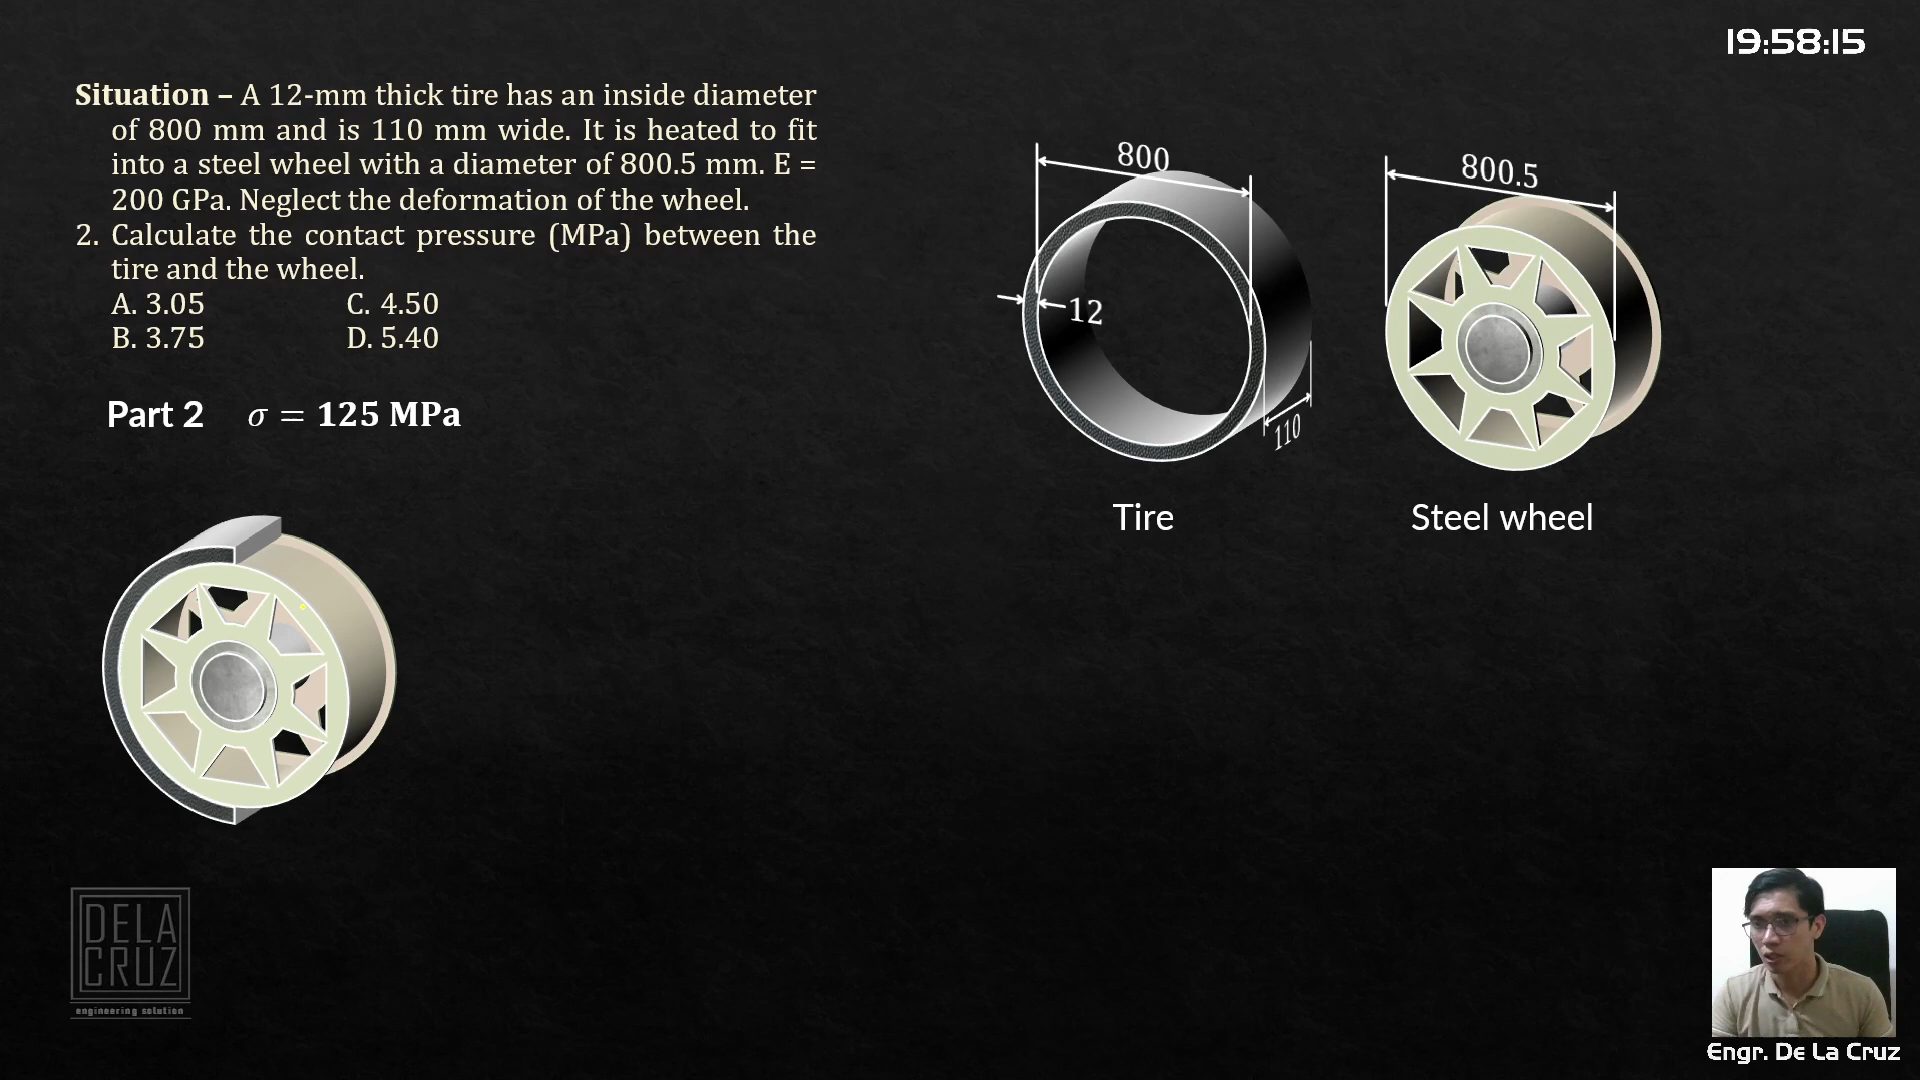 19:58:15
Situation – A 12-mm thick tire has an inside diameter
of 800 mm and is 110 mm wide. It is heated to fit
into a steel wheel with a diameter of 800.5 mm. E =
200 GPa. Neglect the deformation of the wheel.
2. Calculate the contact pressure (MPa) between the
tire and the wheel.
A. 3.05 C. 4.50
B. 3.75 D. 5.40
Part 2 σ = 125 MPa
800
12
110
Tire
800.5
Steel wheel
DELA
CRUZ
engineering solution
Engr. De La Cruz